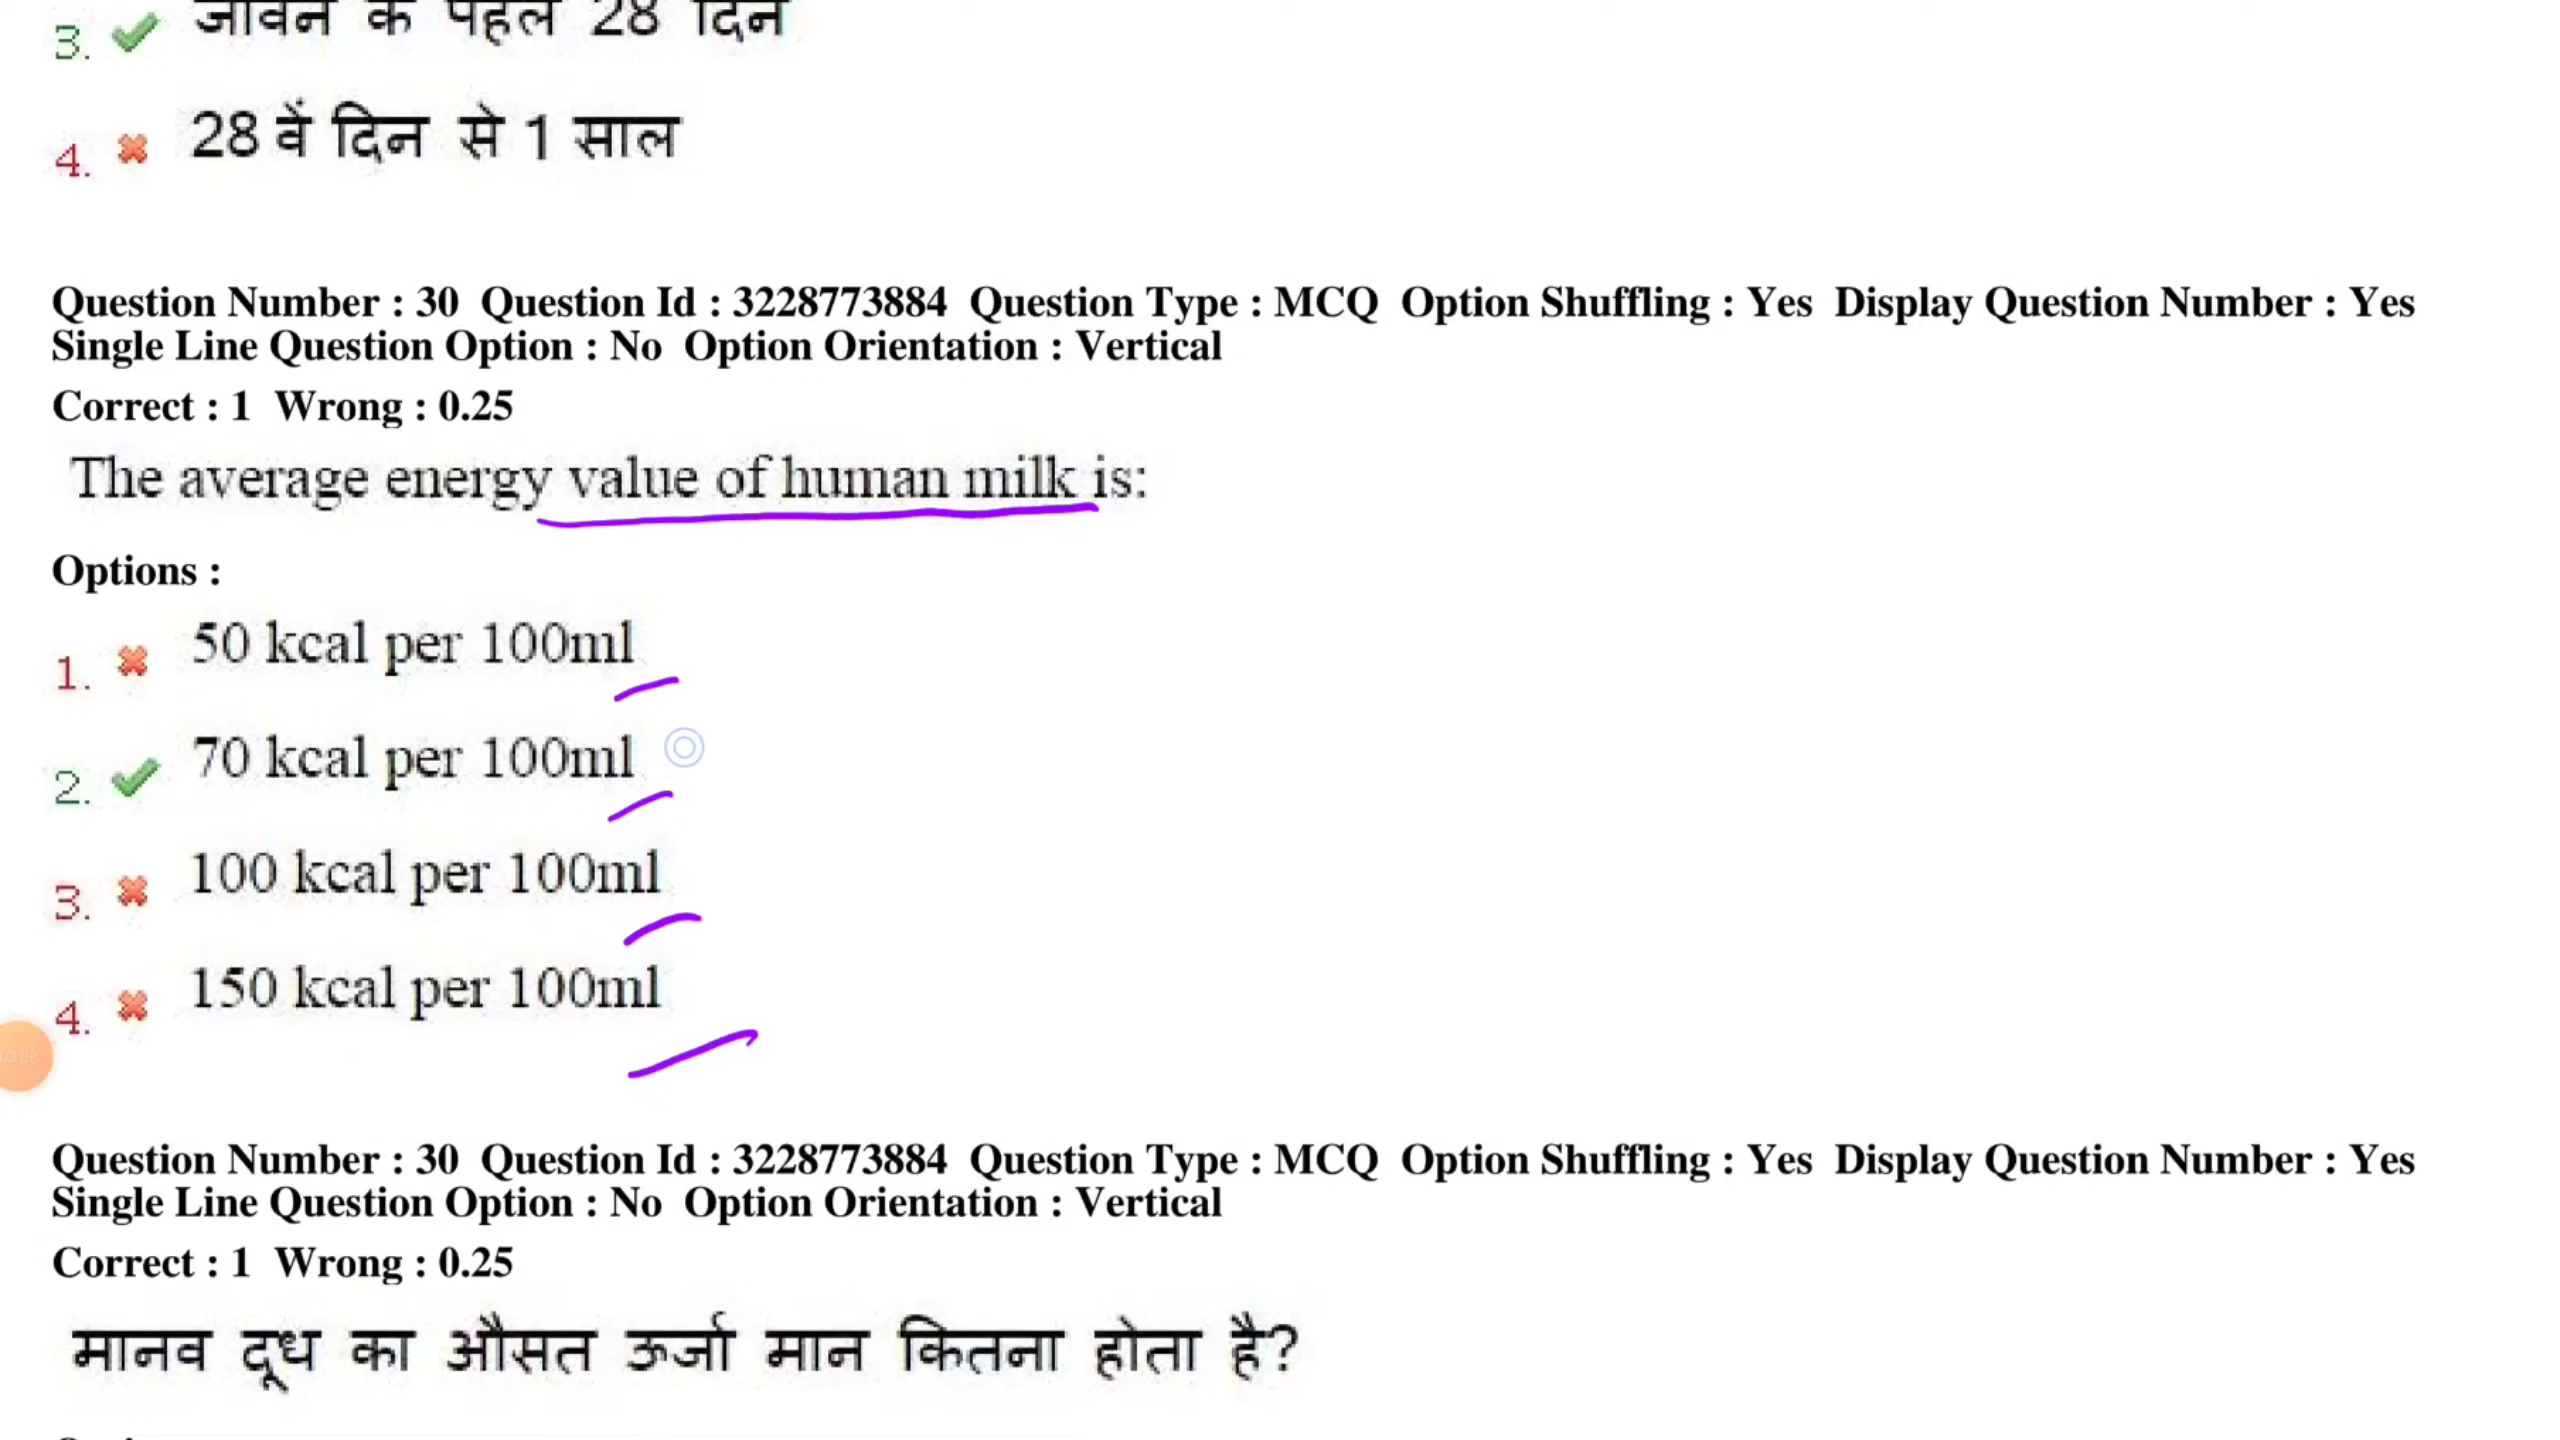 3. जीवन के पहले 28 दिन
4. 28 वें दिन से 1 साल
Question Number : 30 Question Id : 3228773884 Question Type : MCQ Option Shuffling : Yes Display Question Number : Yes
Single Line Question Option : No Option Orientation : Vertical
Correct : 1 Wrong : 0.25
The average energy value of human milk is:
Options :
1. 50 kcal per 100ml
2. 70 kcal per 100ml
3. 100 kcal per 100ml
4. 150 kcal per 100ml
Question Number : 30 Question Id : 3228773884 Question Type : MCQ Option Shuffling : Yes Display Question Number : Yes
Single Line Question Option : No Option Orientation : Vertical
Correct : 1 Wrong : 0.25
मानव दूध का औसत ऊर्जा मान कितना होता है?